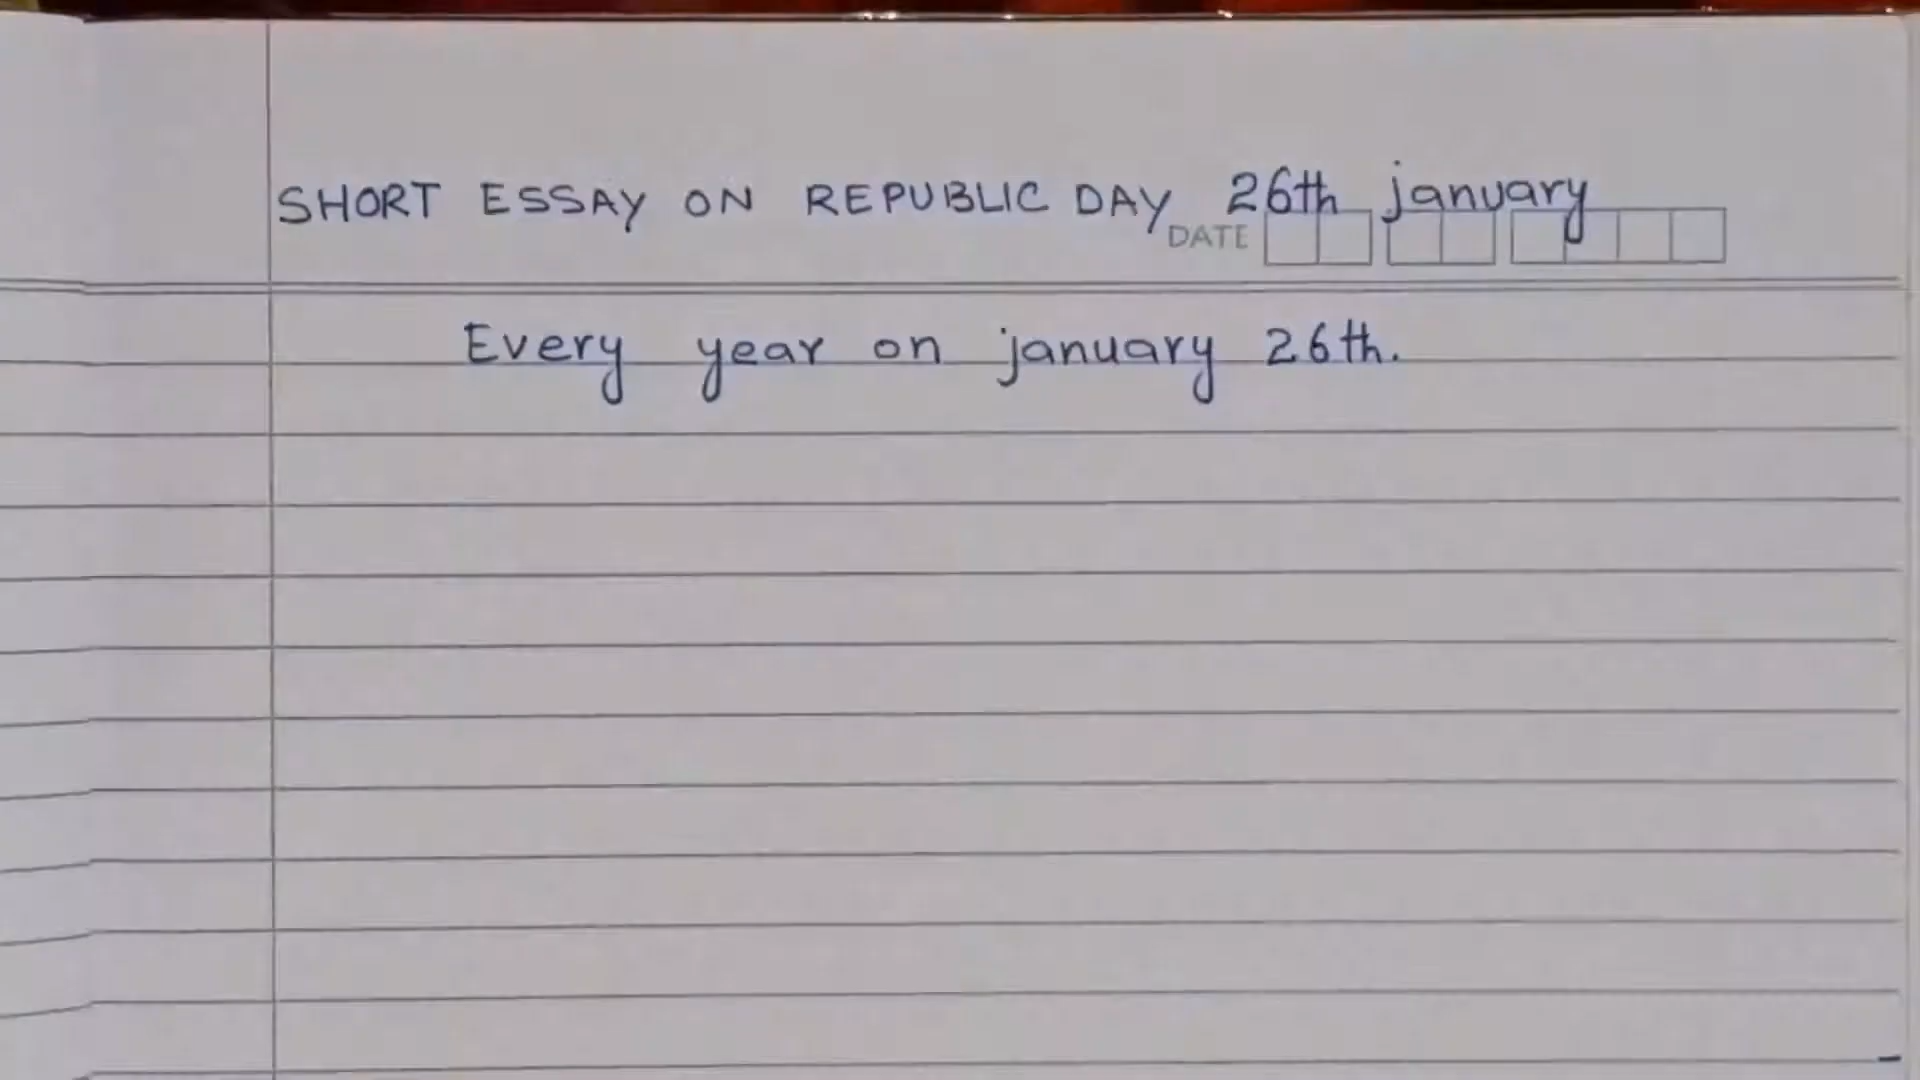 SHORT ESSAY ON REPUBLIC DAY 26th january
DATE
Every year on january 26th.